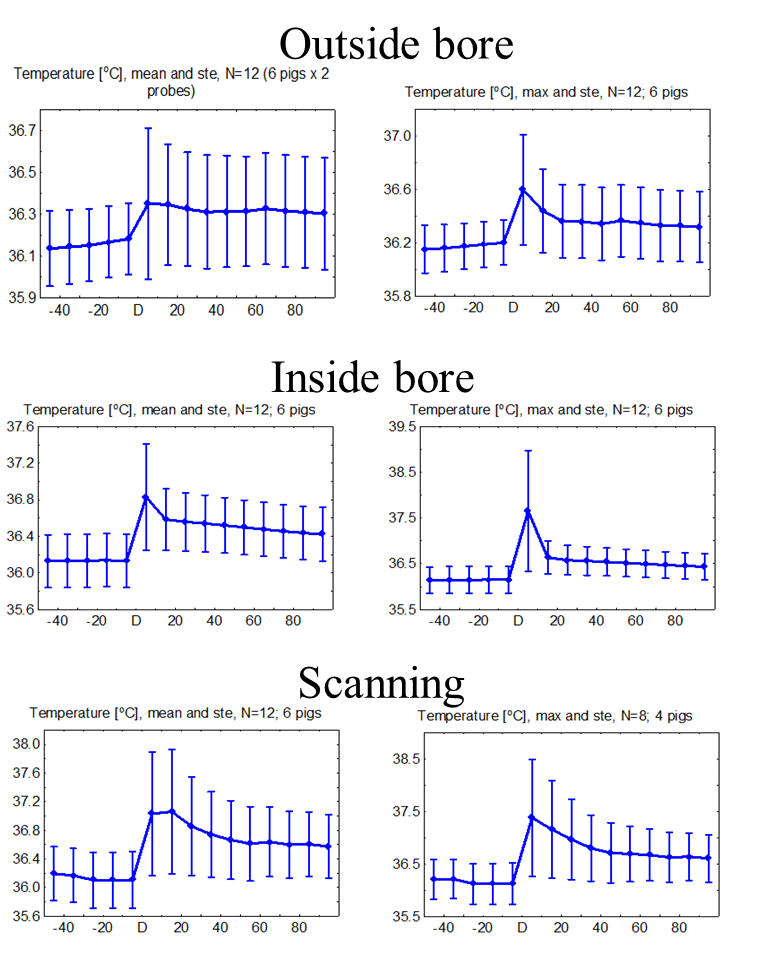 Outside bore
Temperature [ºC], mean and ste, N=12 (6 pigs x 2
probes)
36.7
36.5
36.3
36.1
35.9
-40 -20 D 20 40 60 80
Temperature [ºC], max and ste, N=12; 6 pigs
37.0
36.6
36.2
35.8
-40 -20 D 20 40 60 80
Inside bore
Temperature [ºC], mean and ste, N=12; 6 pigs
37.6
37.2
36.8
36.4
36.0
35.6
-40 -20 D 20 40 60 80
Temperature [ºC], max and ste, N=12; 6 pigs
39.5
38.5
37.5
36.5
35.5
-40 -20 D 20 40 60 80
Scanning
Temperature [ºC], mean and ste, N=12; 6 pigs
38.0
37.6
37.2
36.8
36.4
36.0
35.6
-40 -20 D 20 40 60 80
Temperature [ºC], max and ste, N=8; 4 pigs
38.5
37.5
36.5
35.5
-40 -20 D 20 40 60 80